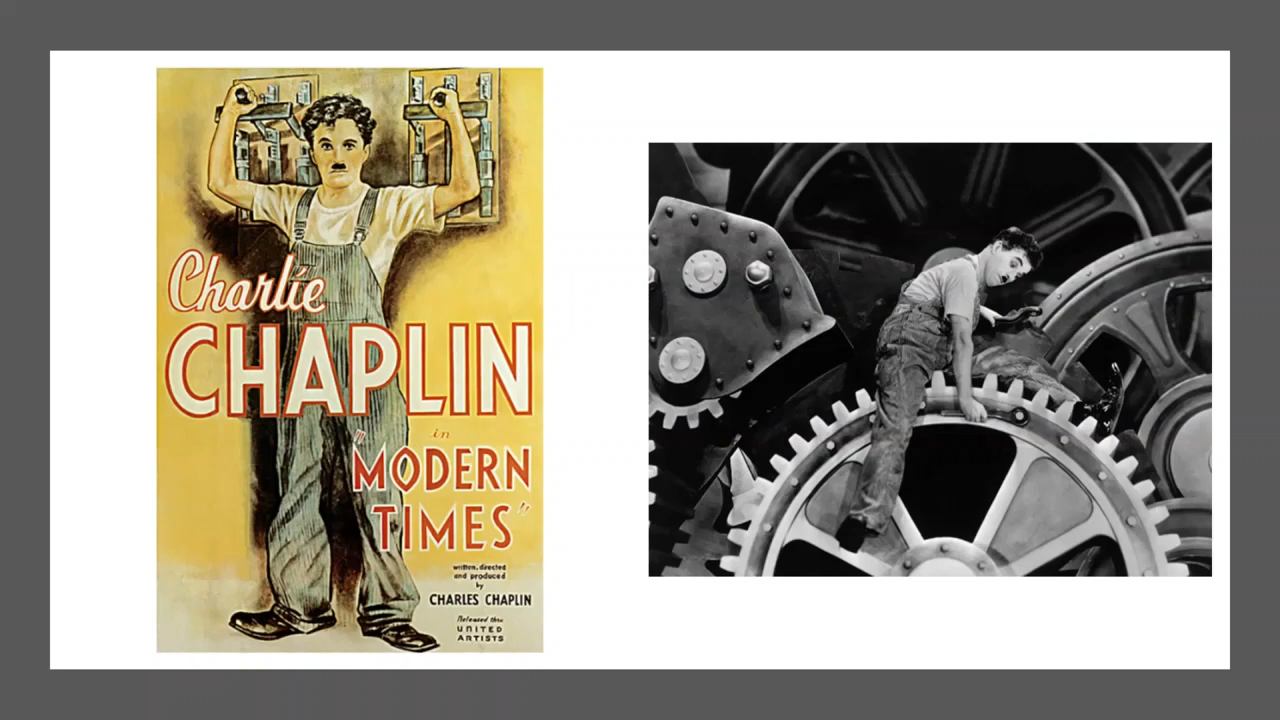 Charlie
CHAPLIN
in
"MODERN
TIMES"
written, directed
and produced
by
CHARLES CHAPLIN
Released thru
UNITED
ARTISTS